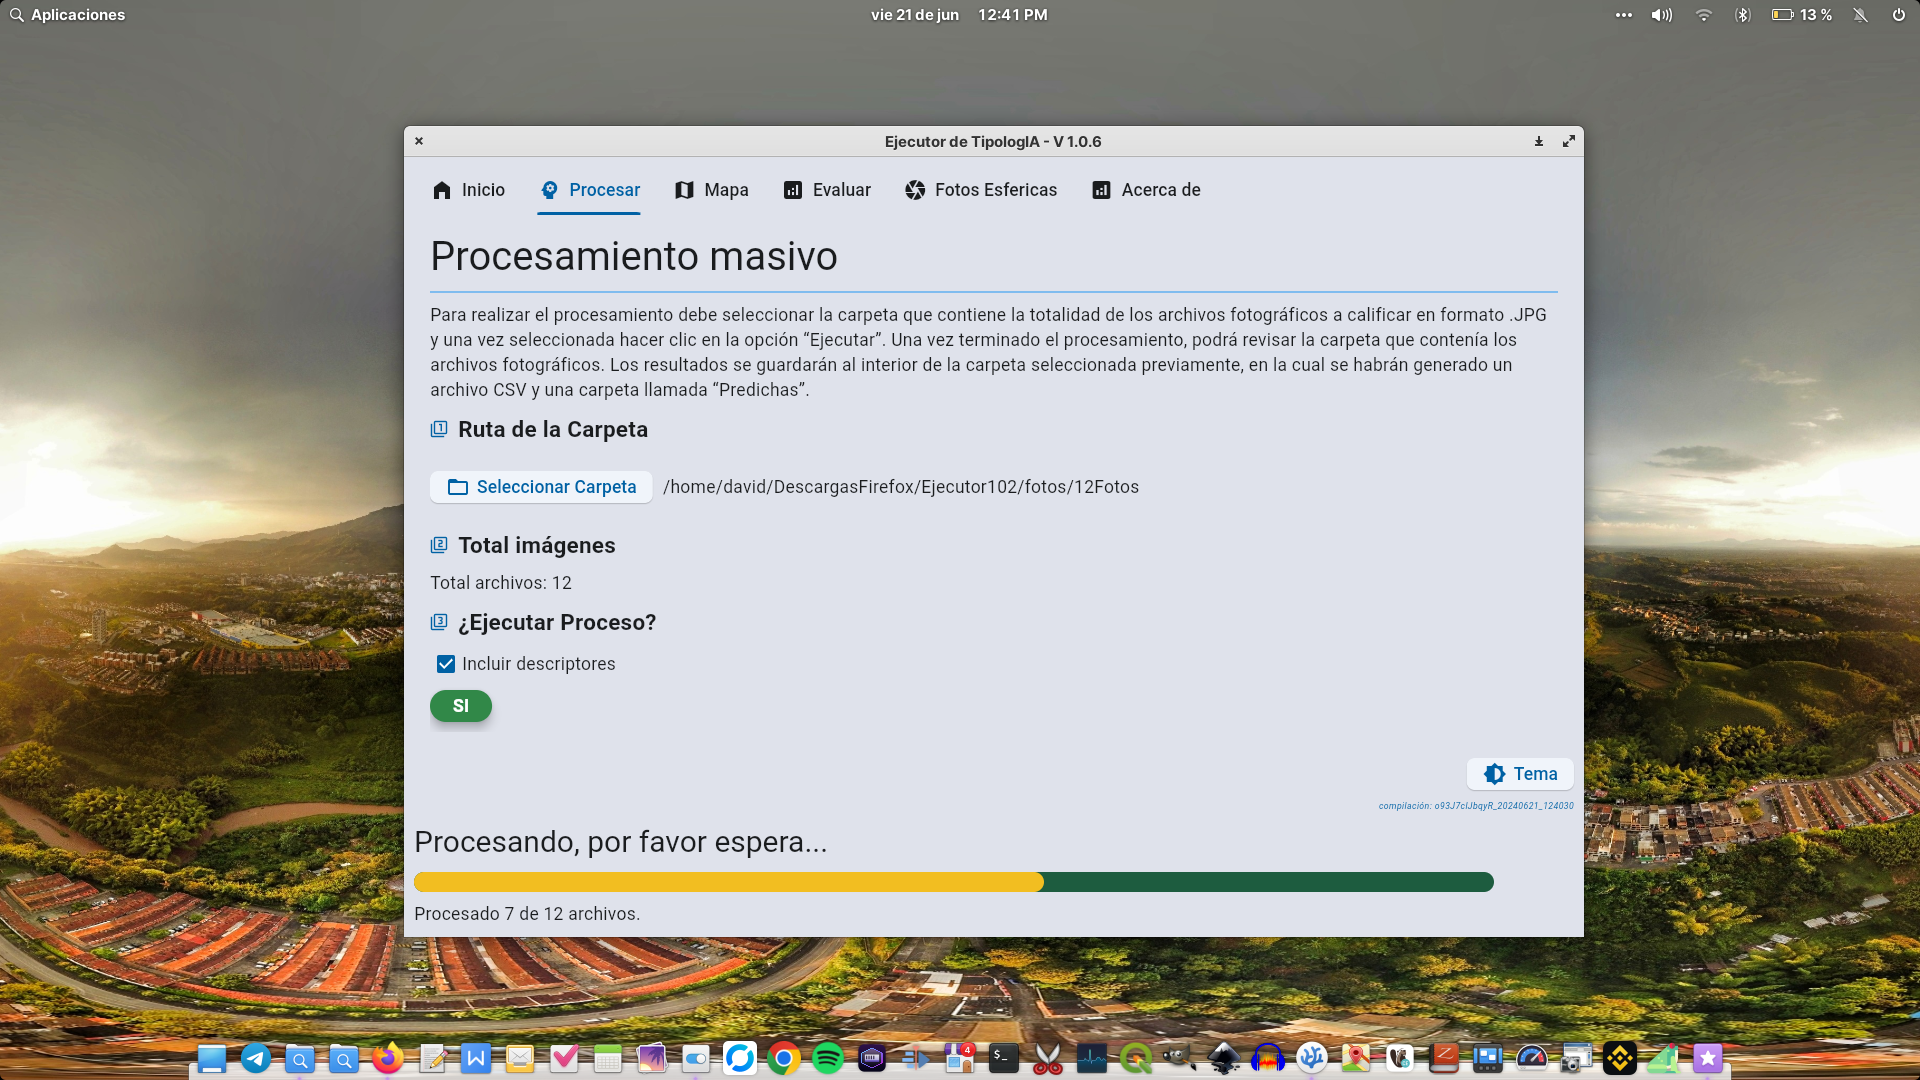 Aplicaciones
vie 21 de jun 12:41 PM
13 %
Ejecutor de TipologIA - V 1.0.6
Inicio Procesar Mapa Evaluar Fotos Esfericas Acerca de
Procesamiento masivo
Para realizar el procesamiento debe seleccionar la carpeta que contiene la totalidad de los archivos fotográficos a calificar en formato .JPG
y una vez seleccionada hacer clic en la opción “Ejecutar”. Una vez terminado el procesamiento, podrá revisar la carpeta que contenía los
archivos fotográficos. Los resultados se guardarán al interior de la carpeta seleccionada previamente, en la cual se habrán generado un
archivo CSV y una carpeta llamada “Predichas”.
1 Ruta de la Carpeta
Seleccionar Carpeta /home/david/DescargasFirefox/Ejecutor102/fotos/12Fotos
2 Total imágenes
Total archivos: 12
3 ¿Ejecutar Proceso?
Incluir descriptores
SI
Tema
compilación: o93J7clJbqyR_20240621_124030
Procesando, por favor espera...
Procesado 7 de 12 archivos.
4